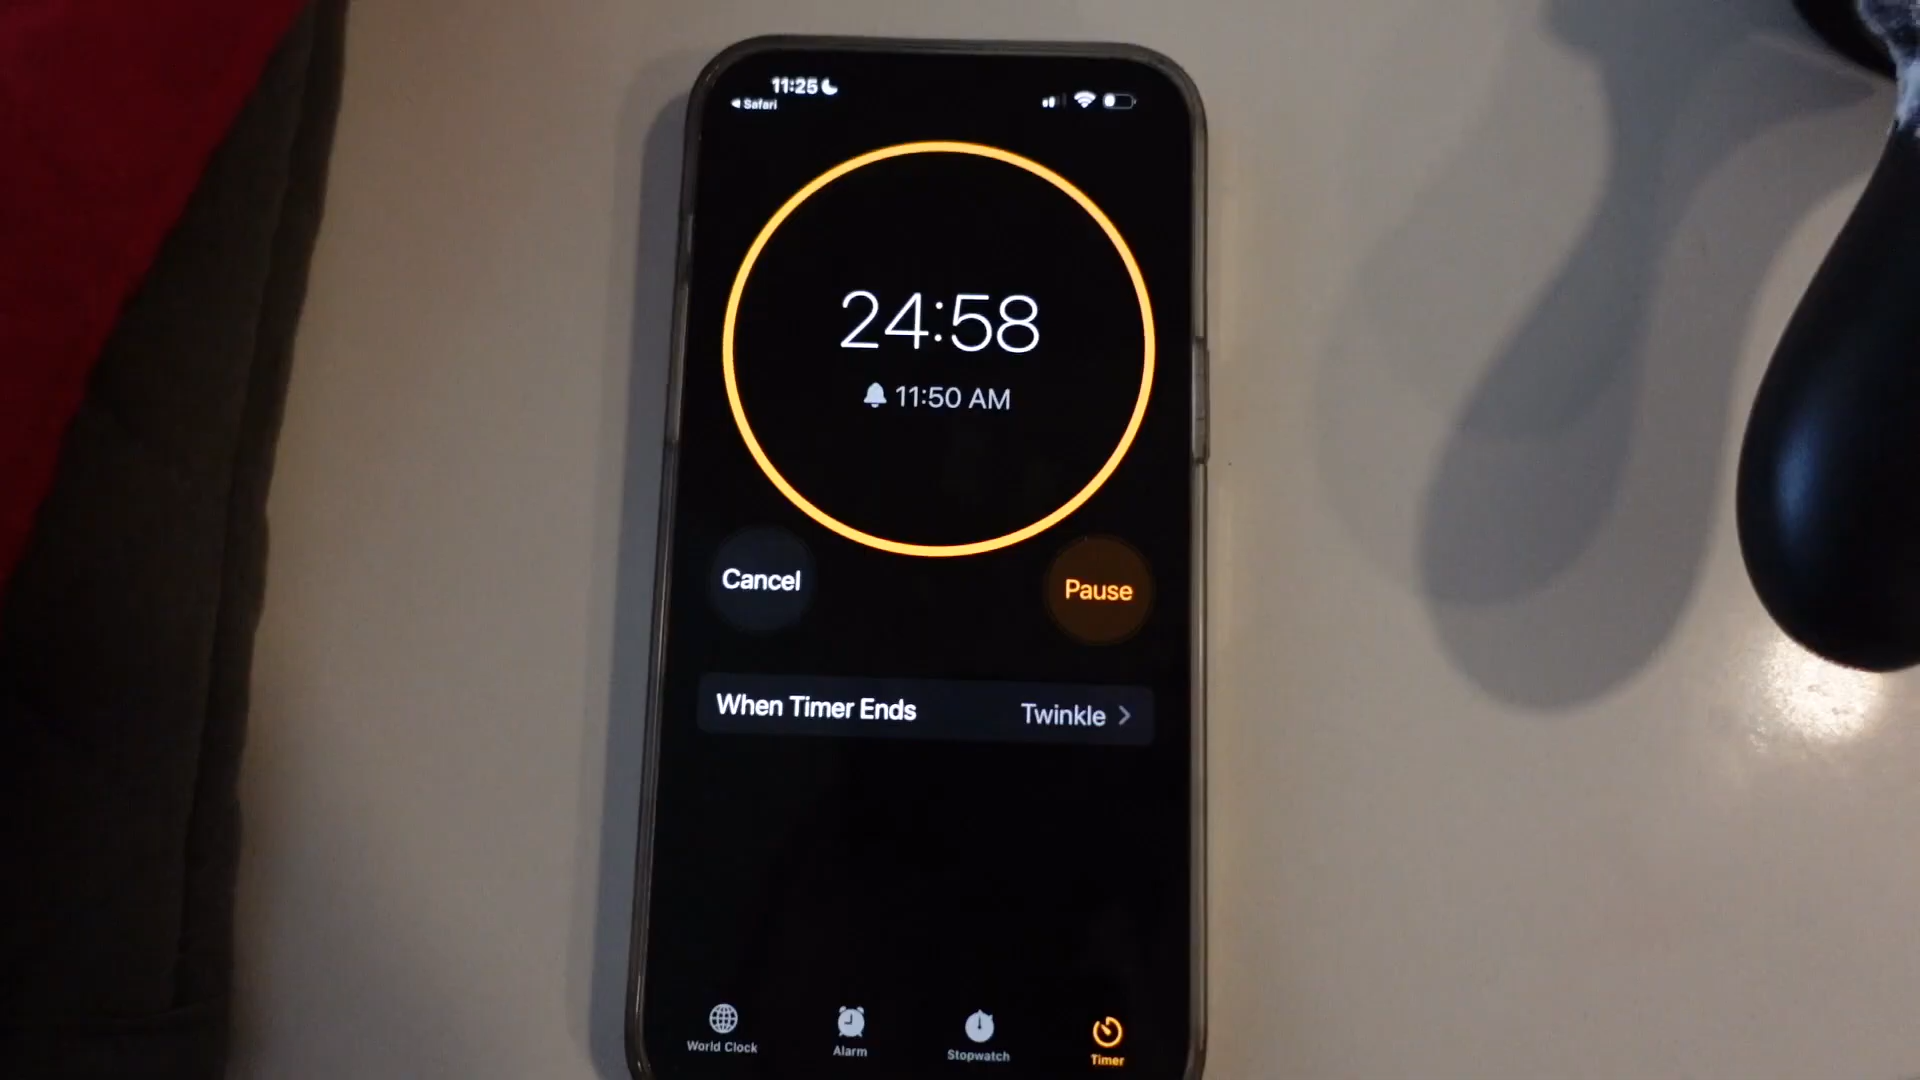 11:25
Safari
24:58
11:50 AM
Cancel
Pause
When Timer Ends Twinkle
World Clock
Alarm
Stopwatch
Timer